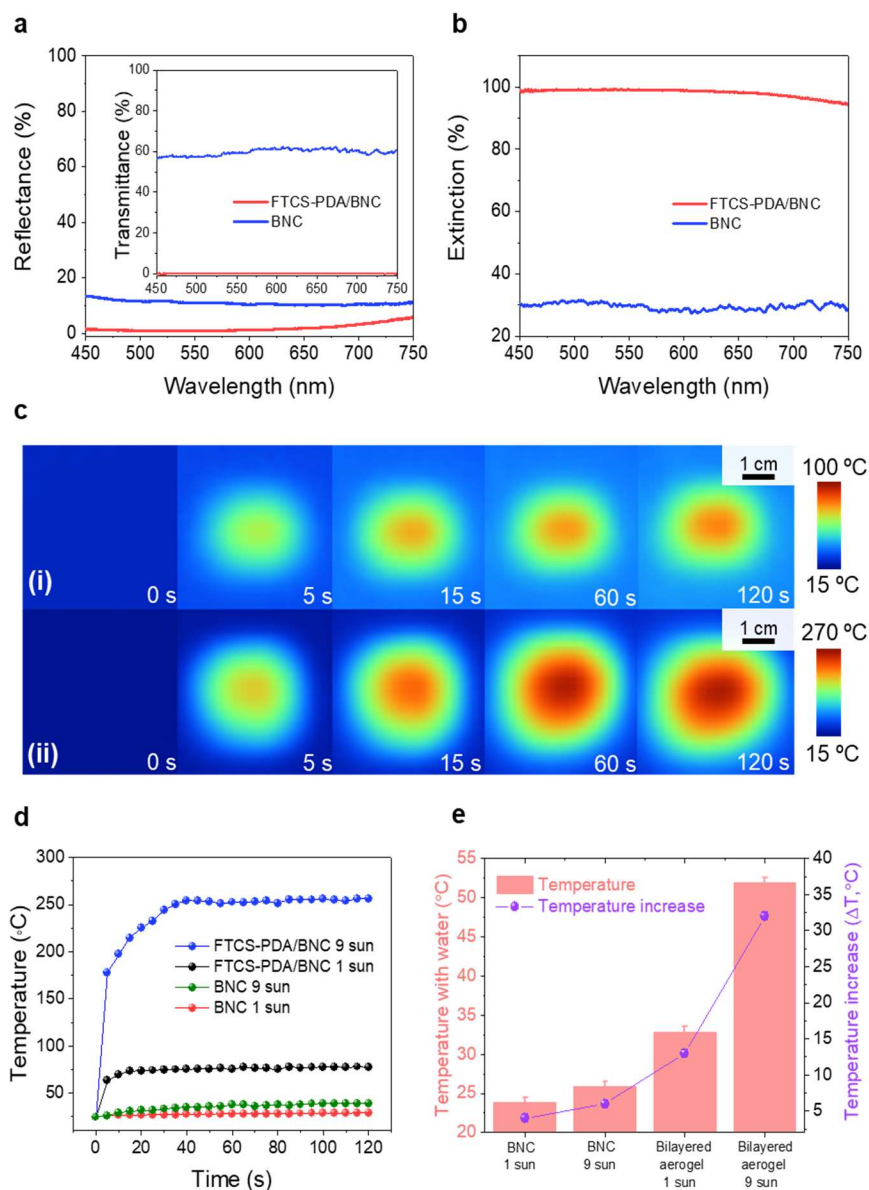 a
100
80
60
40
20
0
Reflectance (%)
450 500 550 600 650 700 750
Wavelength (nm)
100
80
60
40
20
0
Transmittance (%)
FTCS-PDA/BNC
BNC
450 500 550 600 650 700 750
b
100
80
60
40
20
Extinction (%)
FTCS-PDA/BNC
BNC
450 500 550 600 650 700 750
Wavelength (nm)
c
(i)
0 s
5 s
15 s
60 s
120 s
1 cm
100 ºC
15 ºC
(ii)
0 s
5 s
15 s
60 s
120 s
1 cm
270 ºC
15 ºC
d
300
250
200
150
100
50
Temperature (◦C)
FTCS-PDA/BNC 9 sun
FTCS-PDA/BNC 1 sun
BNC 9 sun
BNC 1 sun
0 20 40 60 80 100 120
Time (s)
e
55
50
45
40
35
30
25
20
Temperature with water (°C)
Temperature
Temperature increase
40
35
30
25
20
15
10
5
Temperature increase (ΔT,°C)
BNC
1 sun
BNC
9 sun
Bilayered
aerogel
1 sun
Bilayered
aerogel
9 sun